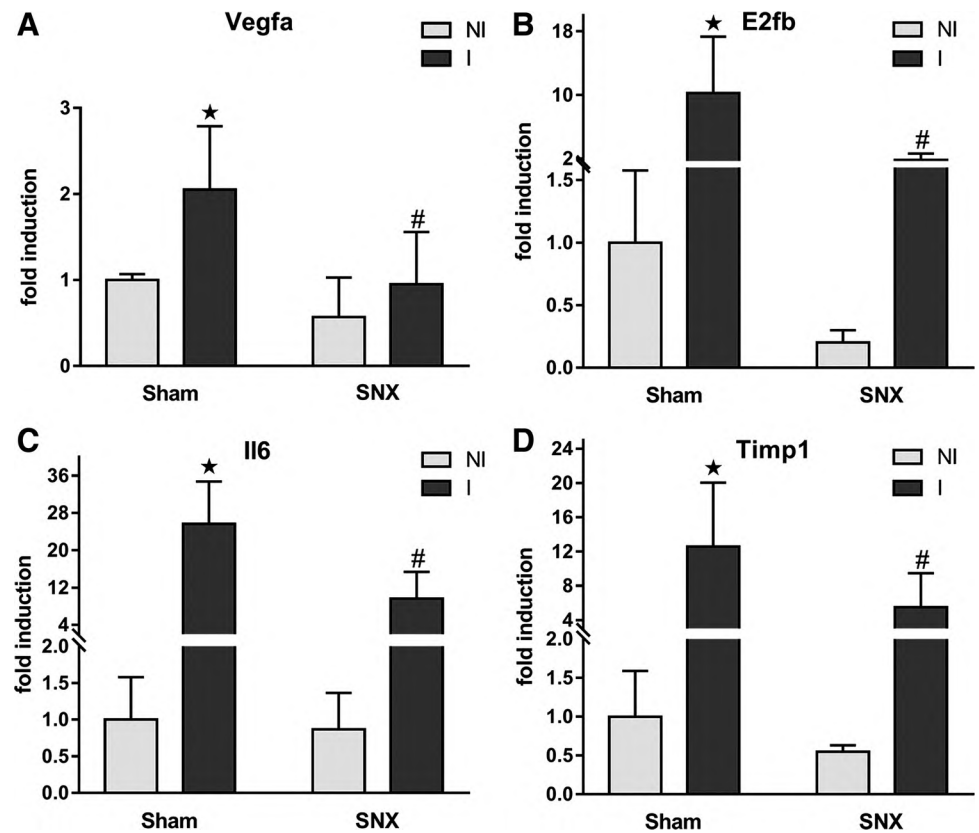 A
Vegfa
NI
I
★
#
3
2
1
0
fold induction
Sham
SNX
B
E2fb
NI
I
★
#
18
10
2
1.5
1.0
0.5
0.0
fold induction
Sham
SNX
C
Il6
NI
I
★
#
36
28
20
12
4
2.0
1.5
1.0
0.5
0.0
fold induction
Sham
SNX
D
Timp1
NI
I
★
#
24
20
16
12
8
4
2.0
1.5
1.0
0.5
0.0
fold induction
Sham
SNX